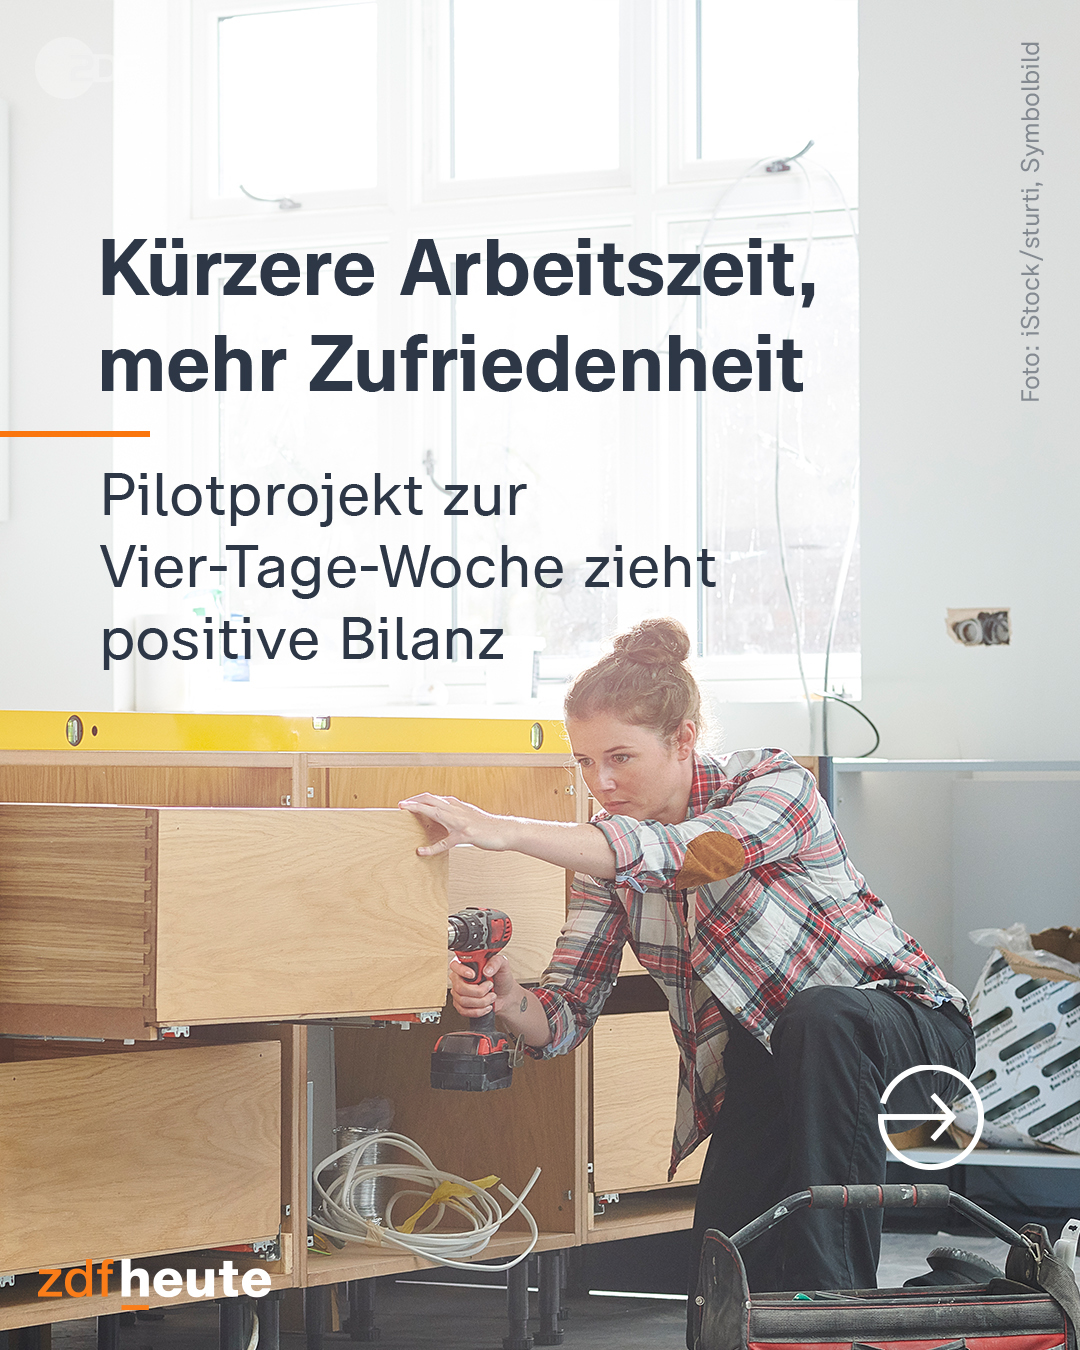 Kürzere Arbeitszeit,
mehr Zufriedenheit
Pilotprojekt zur
Vier-Tage-Woche zieht
positive Bilanz
Foto: iStock/sturti, Symbolbild
zdfheute